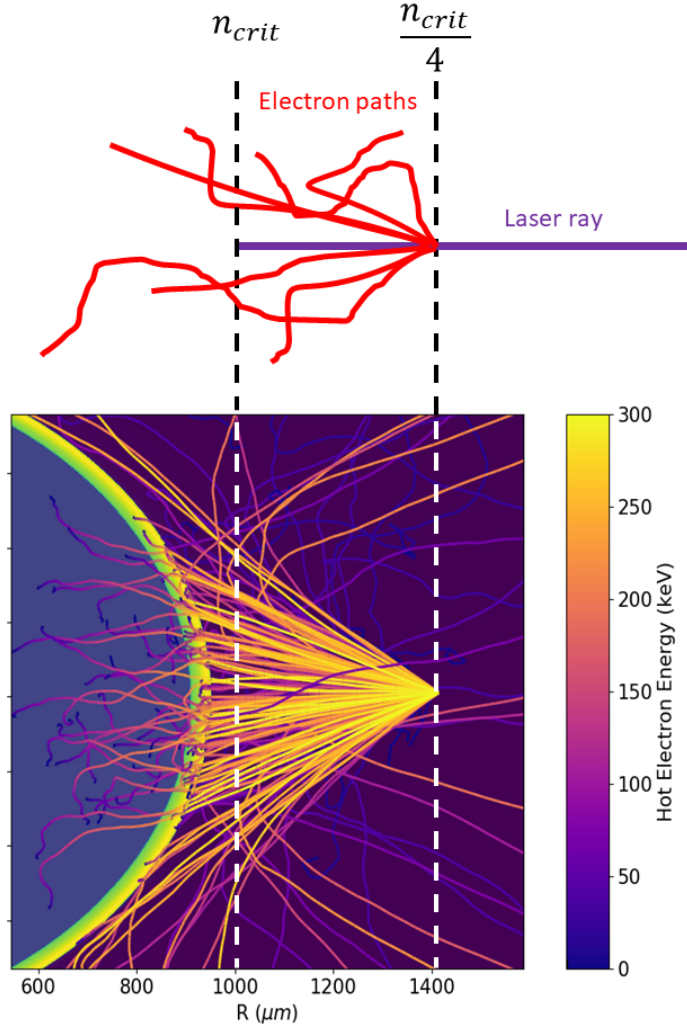 n_crit
n_crit
4
Electron paths
Laser ray
300
250
200
150
100
50
0
Hot Electron Energy (keV)
600
800
1000
1200
1400
R (μm)